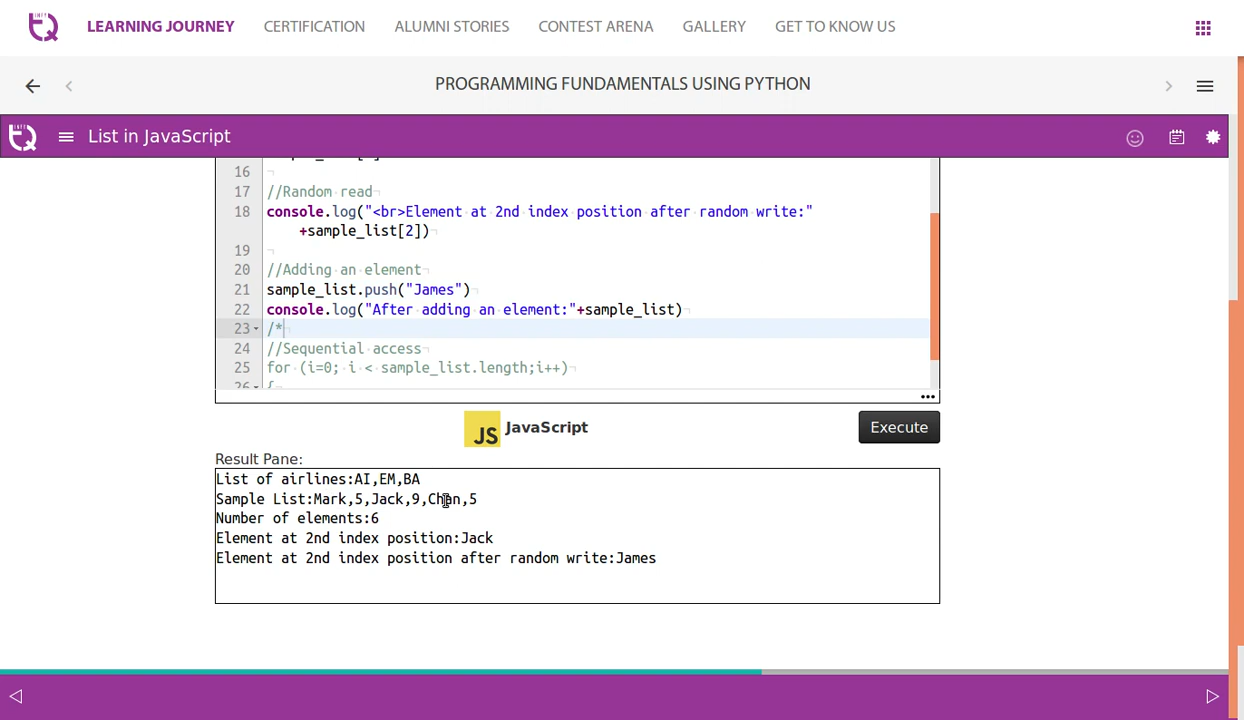 LEARNING JOURNEY CERTIFICATION ALUMNI STORIES CONTEST ARENA GALLERY GET TO KNOW US
PROGRAMMING FUNDAMENTALS USING PYTHON
List in JavaScript
16
17 //Random read
18 console.log("<br>Element at 2nd index position after random write:"
+sample_list[2])
19
20 //Adding an element
21 sample_list.push("James")
22 console.log("After adding an element:"+sample_list)
23 /*
24 //Sequential access
25 for (i=0; i < sample_list.length;i++)
26 {
JS JavaScript Execute
Result Pane:
List of airlines:AI,EM,BA
Sample List:Mark,5,Jack,9,Chan,5
Number of elements:6
Element at 2nd index position:Jack
Element at 2nd index position after random write:James